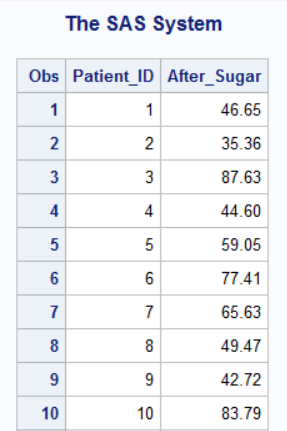 The SAS System
Obs Patient_ID After_Sugar
1 1 46.65
2 2 35.36
3 3 87.63
4 4 44.60
5 5 59.05
6 6 77.41
7 7 65.63
8 8 49.47
9 9 42.72
10 10 83.79